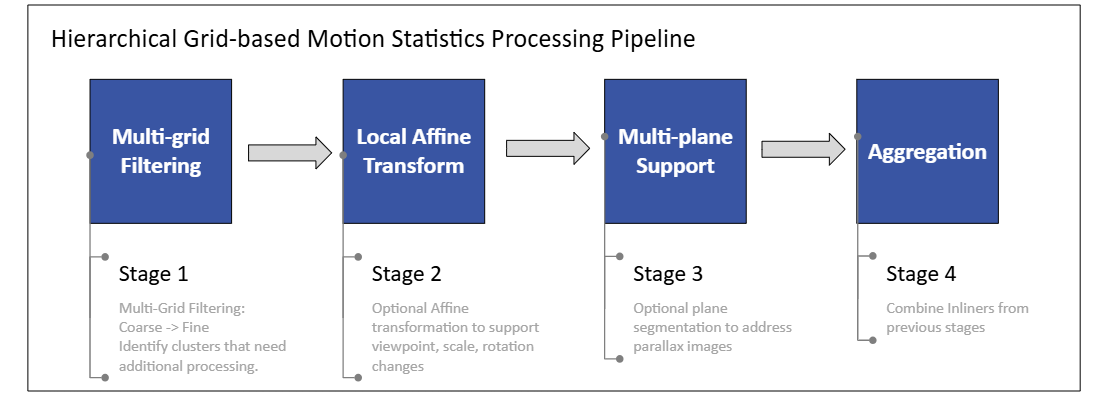 Hierarchical Grid-based Motion Statistics Processing Pipeline
Multi-grid
Filtering
Local Affine
Transform
Multi-plane
Support
Aggregation
Stage 1
Multi-Grid Filtering:
Coarse -> Fine
Identify clusters that need
additional processing.
Stage 2
Optional Affine
transformation to support
viewpoint, scale, rotation
changes
Stage 3
Optional plane
segmentation to address
parallax images
Stage 4
Combine Inliners from
previous stages